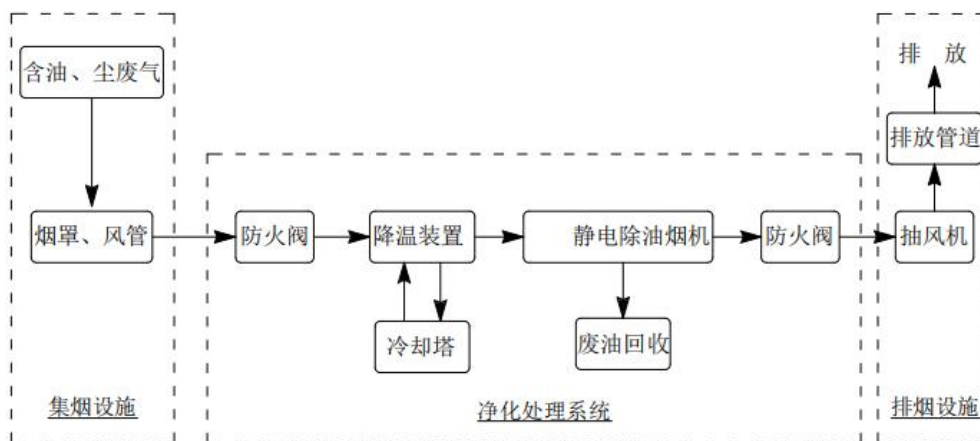 含油、尘废气
烟罩、风管
集烟设施
防火阀
降温装置
静电除油烟机
防火阀
冷却塔
废油回收
净化处理系统
排 放
排放管道
抽风机
排烟设施